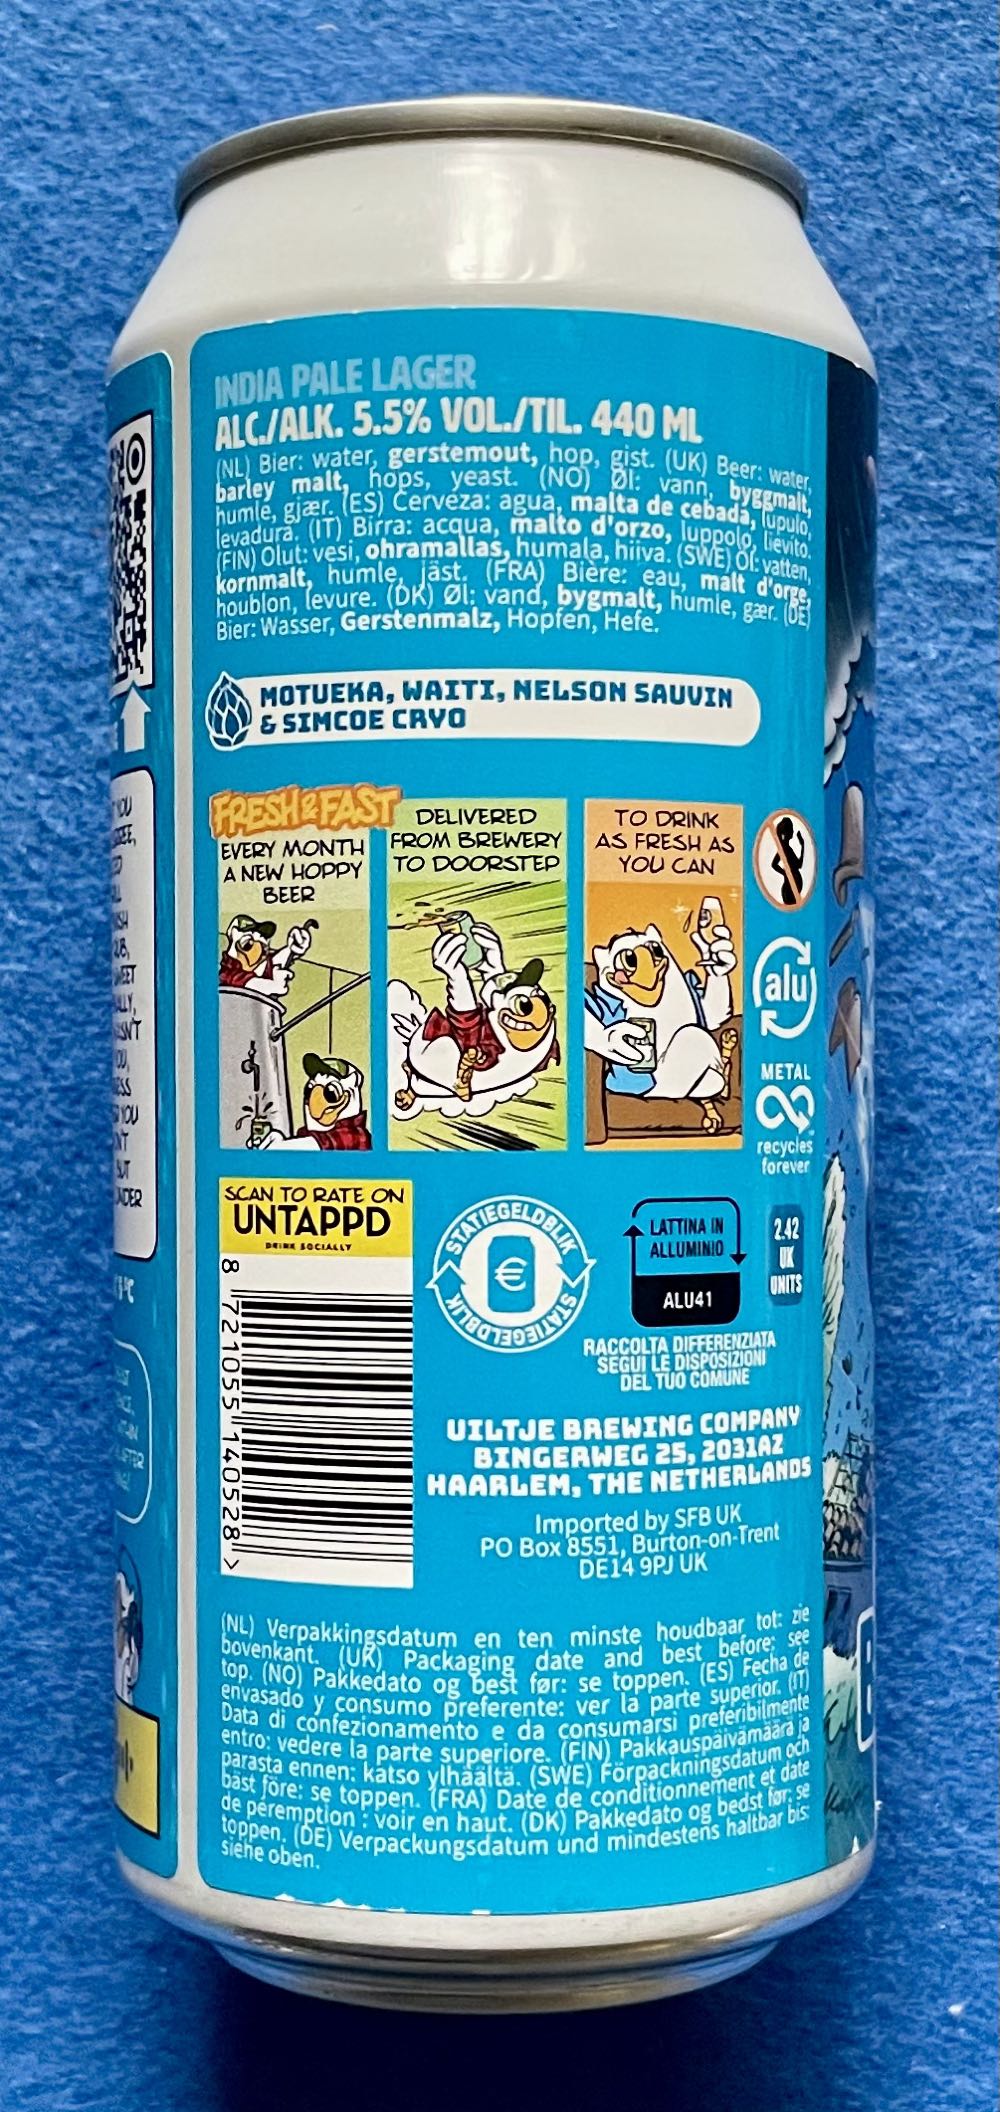 INDIA PALE LAGER
ALC./ALK. 5.5% VOL./TIL. 440 ML
(NL) Bier: water, gerstemout, hop, gist. (UK) Beer: water,
barley malt, hops, yeast. (NO) Øl: vann, byggmalt,
humle, gjær. (ES) Cerveza: agua, malta de cebada, lupulo,
levadura. (IT) Birra: acqua, malto d'orzo, luppolo, lievito.
(FIN) Olut: vesi, ohramallas, humala, hiiva. (SWE) Öl: vatten,
kornmalt, humle, jäst. (FRA) Bière: eau, malt d'orge,
houblon, levure. (DK) Øl: vand, bygmalt, humle, gær. (DE)
Bier: Wasser, Gerstenmalz, Hopfen, Hefe.
MOTUEKA, WAITI, NELSON SAUVIN
& SIMCOE CRYO
FRESH & FAST
EVERY MONTH
A NEW HOPPY
BEER
DELIVERED
FROM BREWERY
TO DOORSTEP
TO DRINK
AS FRESH AS
YOU CAN
alu
METAL
recycles
forever
SCAN TO RATE ON
UNTAPPD
DRINK SOCIALLY
8 721055 140528 >
STATIEGELDBLIK
STATIEGELDBLIK
€
LATTINA IN
ALLUMINIO
ALU41
2.42
UK
UNITS
RACCOLTA DIFFERENZIATA
SEGUI LE DISPOSIZIONI
DEL TUO COMUNE
UILTJE BREWING COMPANY
BINGERWEG 25, 2031AZ
HAARLEM, THE NETHERLANDS
Imported by SFB UK
PO Box 8551, Burton-on-Trent
DE14 9PJ UK
(NL) Verpakkingsdatum en ten minste houdbaar tot: zie
bovenkant. (UK) Packaging date and best before: see
top. (NO) Pakkedato og best før: se toppen. (ES) Fecha de
envasado y consumo preferente: ver la parte superior. (IT)
Data di confezionamento e da consumarsi preferibilmente
entro: vedere la parte superiore. (FIN) Pakkauspäivämäärä ja
parasta ennen: katso ylhäältä. (SWE) Förpackningsdatum och
bäst före: se toppen. (FRA) Date de conditionnement et date
de péremption : voir en haut. (DK) Pakkedato og bedst før: se
toppen. (DE) Verpackungsdatum und mindestens haltbar bis:
siehe oben.